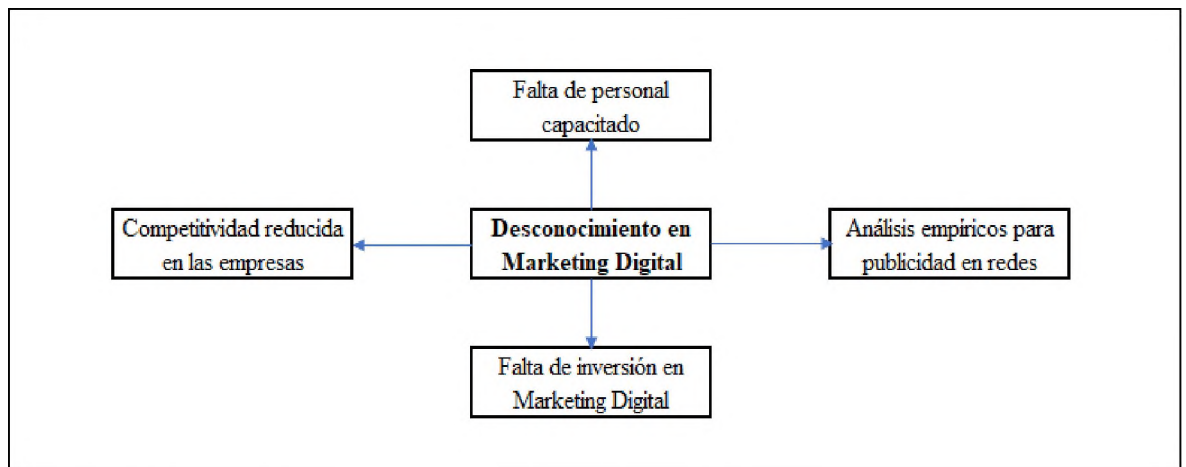 Falta de personal
capacitado
Competitividad reducida
en las empresas
Desconocimiento en
Marketing Digital
Análisis empíricos para
publicidad en redes
Falta de inversión en
Marketing Digital